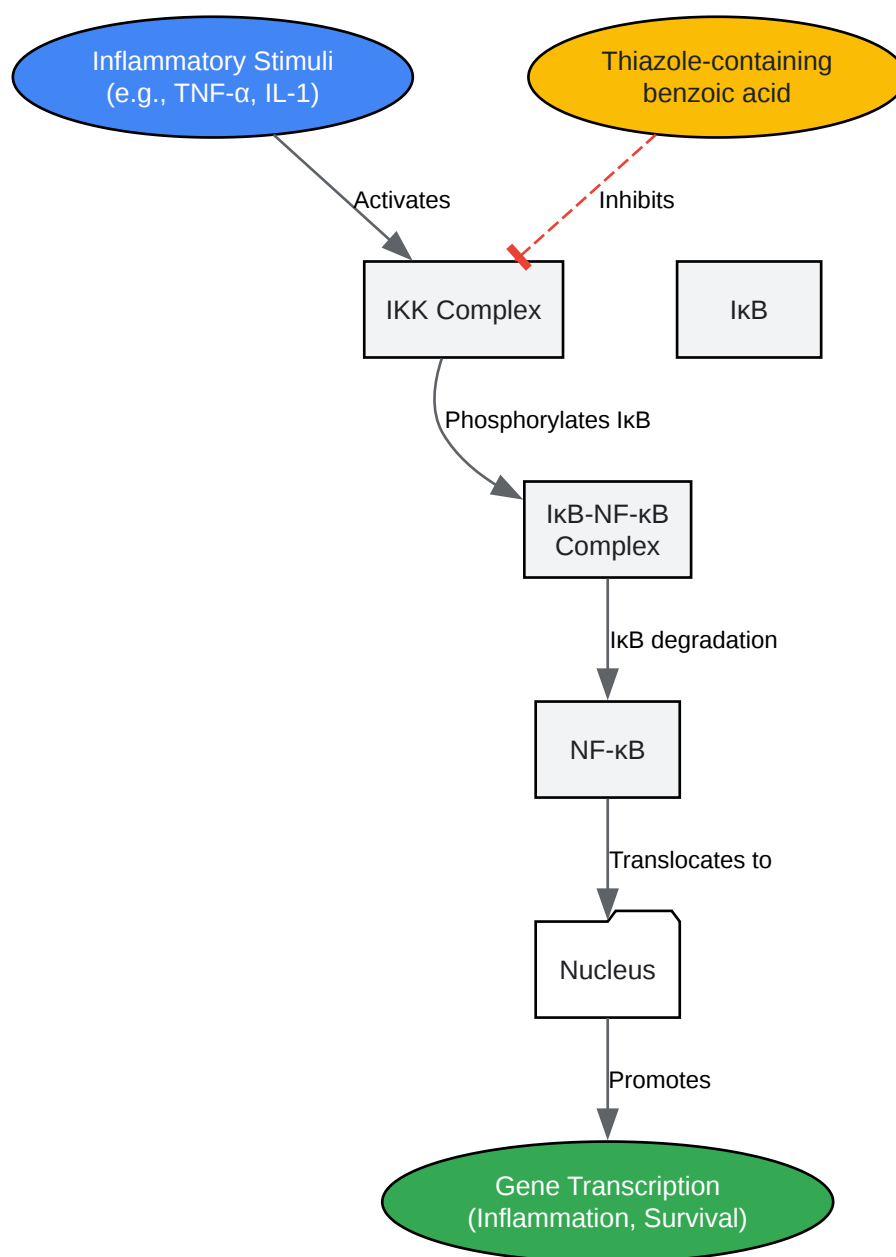 Inflammatory Stimuli
(e.g., TNF-α, IL-1)
Thiazole-containing
benzoic acid
Activates
Inhibits
IKK Complex
IκB
Phosphorylates IκB
IκB-NF-κB
Complex
IκB degradation
NF-κB
Translocates to
Nucleus
Promotes
Gene Transcription
(Inflammation, Survival)